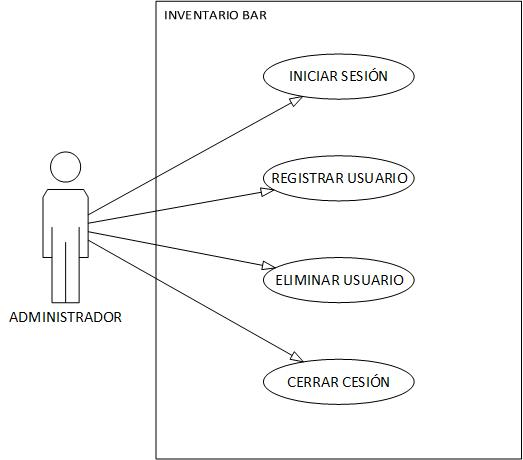 INVENTARIO BAR
INICIAR SESIÓN
REGISTRAR USUARIO
ELIMINAR USUARIO
ADMINISTRADOR
CERRAR CESIÓN